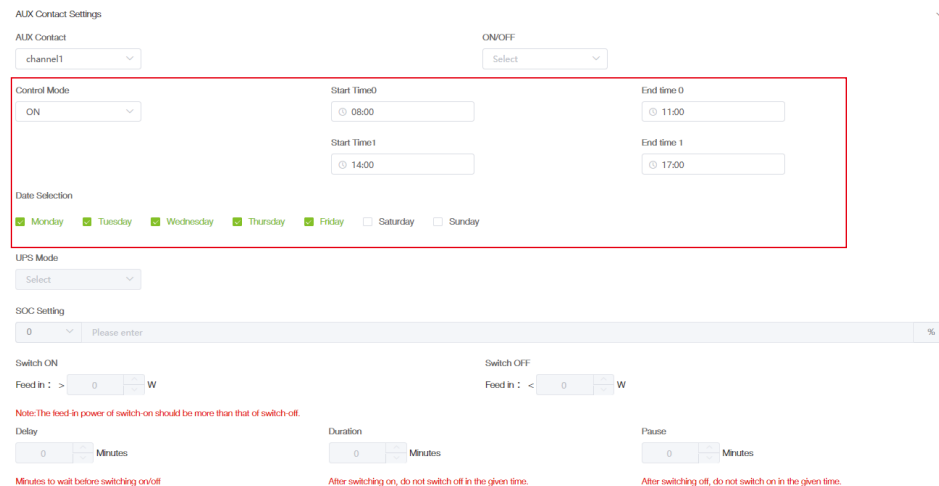 AUX Contact Settings
AUX Contact ON/OFF
channel1 Select
Control Mode Start Time0 End time 0
ON 08:00 11:00
Start Time1 End time 1
14:00 17:00
Date Selection
Monday Tuesday Wednesday Thursday Friday Saturday Sunday
UPS Mode
Select
SOC Setting
0 Please enter %
Switch ON Switch OFF
Feed in： > 0 W Feed in： < 0 W
Note:The feed-in power of switch-on should be more than that of switch-off.
Delay Duration Pause
0 Minutes 0 Minutes 0 Minutes
Minutes to wait before switching on/off After switching on, do not switch off in the given time. After switching off, do not switch on in the given time.